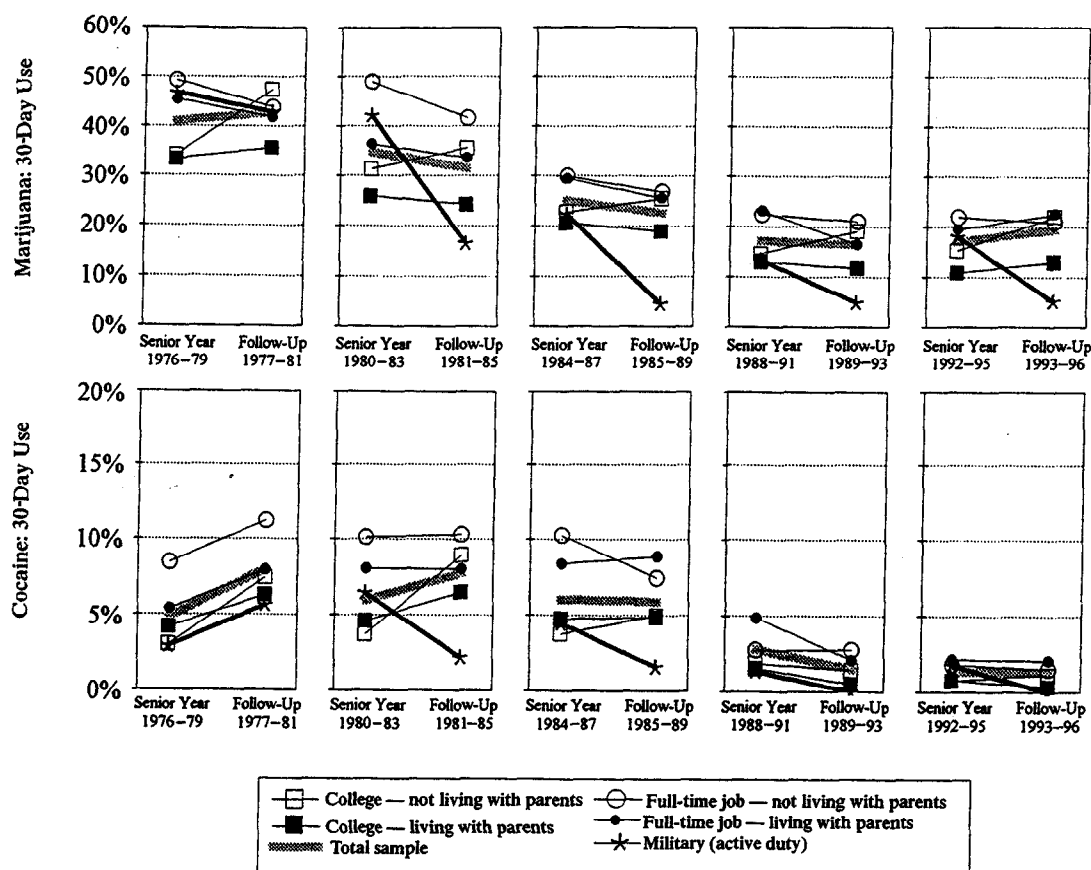 Marijuana: 30-Day Use
60%
50%
40%
30%
20%
10%
0%
Senior Year Follow-Up Senior Year Follow-Up Senior Year Follow-Up Senior Year Follow-Up Senior Year Follow-Up
1976–79 1977–81 1980–83 1981–85 1984–87 1985–89 1988–91 1989–93 1992–95 1993–96
Cocaine: 30-Day Use
20%
15%
10%
5%
0%
Senior Year Follow-Up Senior Year Follow-Up Senior Year Follow-Up Senior Year Follow-Up Senior Year Follow-Up
1976–79 1977–81 1980–83 1981–85 1984–87 1985–89 1988–91 1989–93 1992–95 1993–96
College — not living with parents Full-time job — not living with parents
College — living with parents Full-time job — living with parents
Total sample Military (active duty)